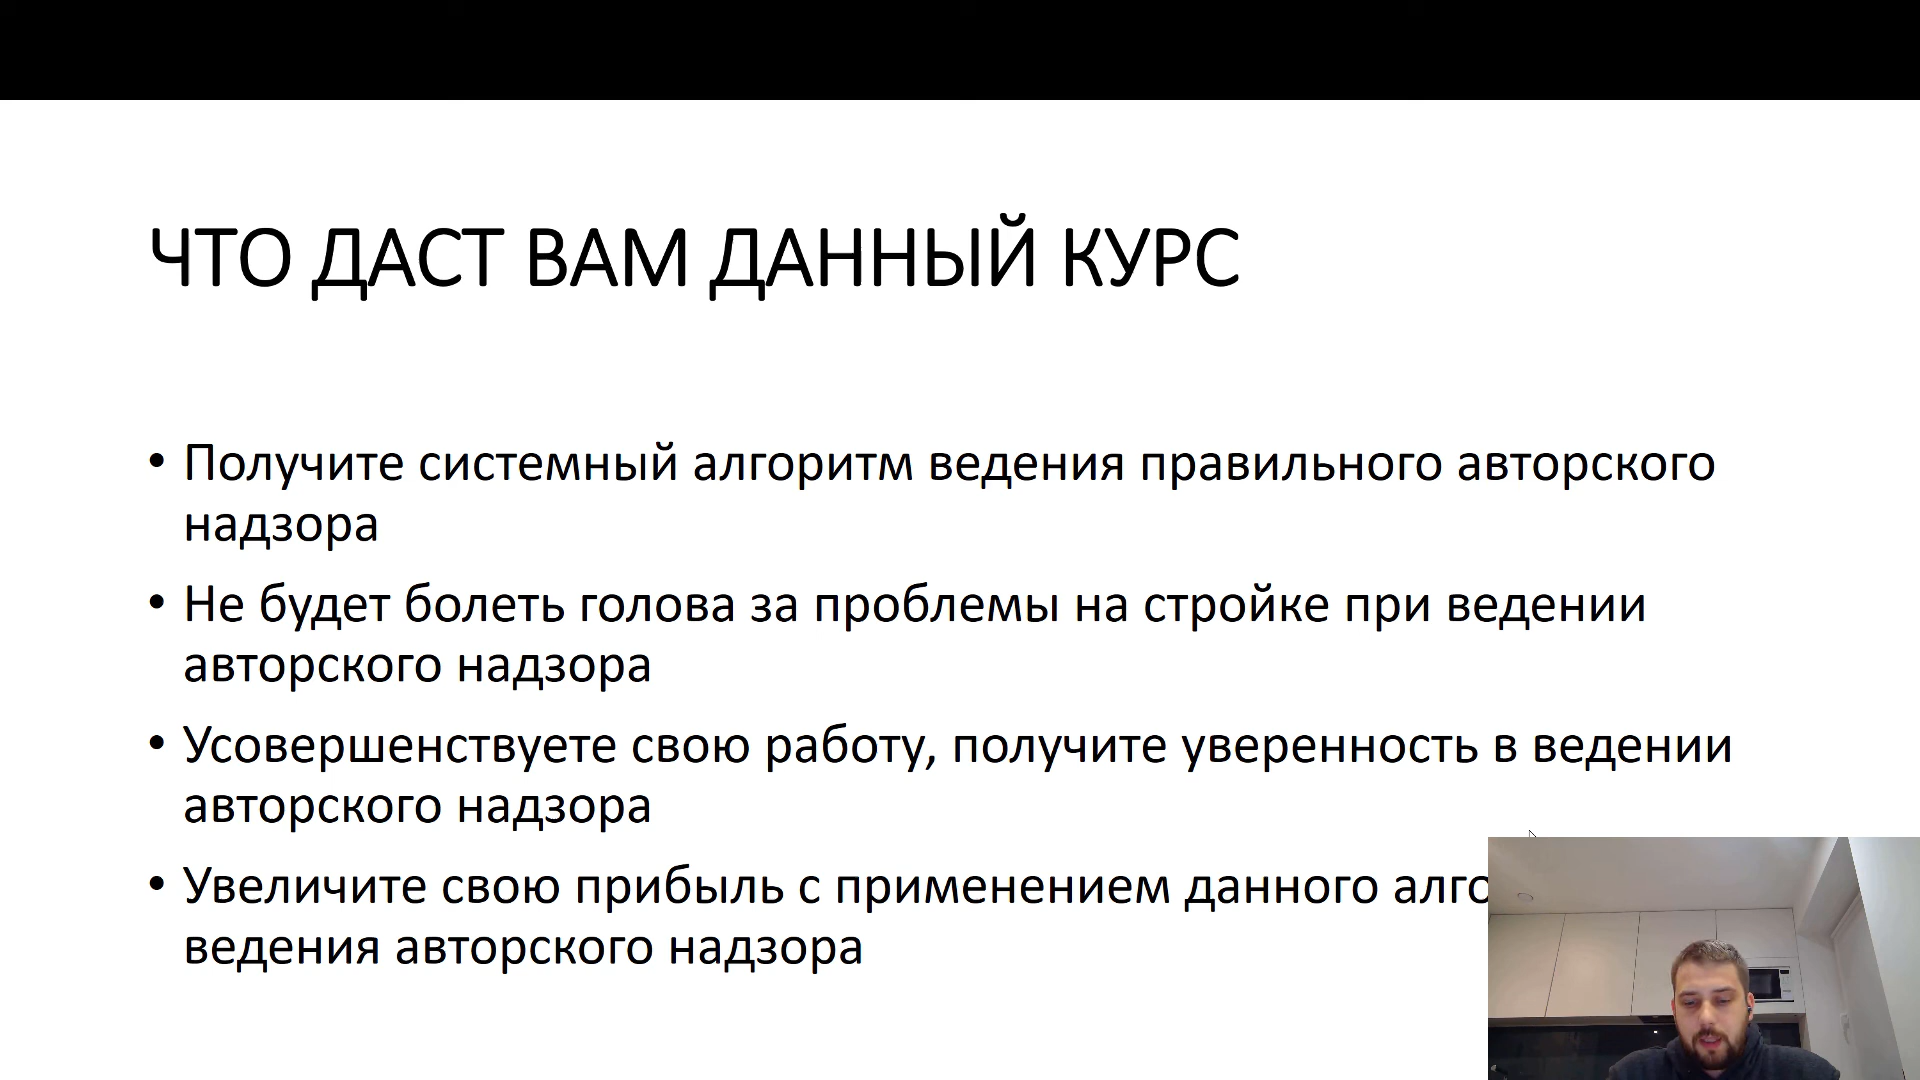 ЧТО ДАСТ ВАМ ДАННЫЙ КУРС
• Получите системный алгоритм ведения правильного авторского
надзора
• Не будет болеть голова за проблемы на стройке при ведении
авторского надзора
• Усовершенствуете свою работу, получите уверенность в ведении
авторского надзора
• Увеличите свою прибыль с применением данного
ведения авторского надзора